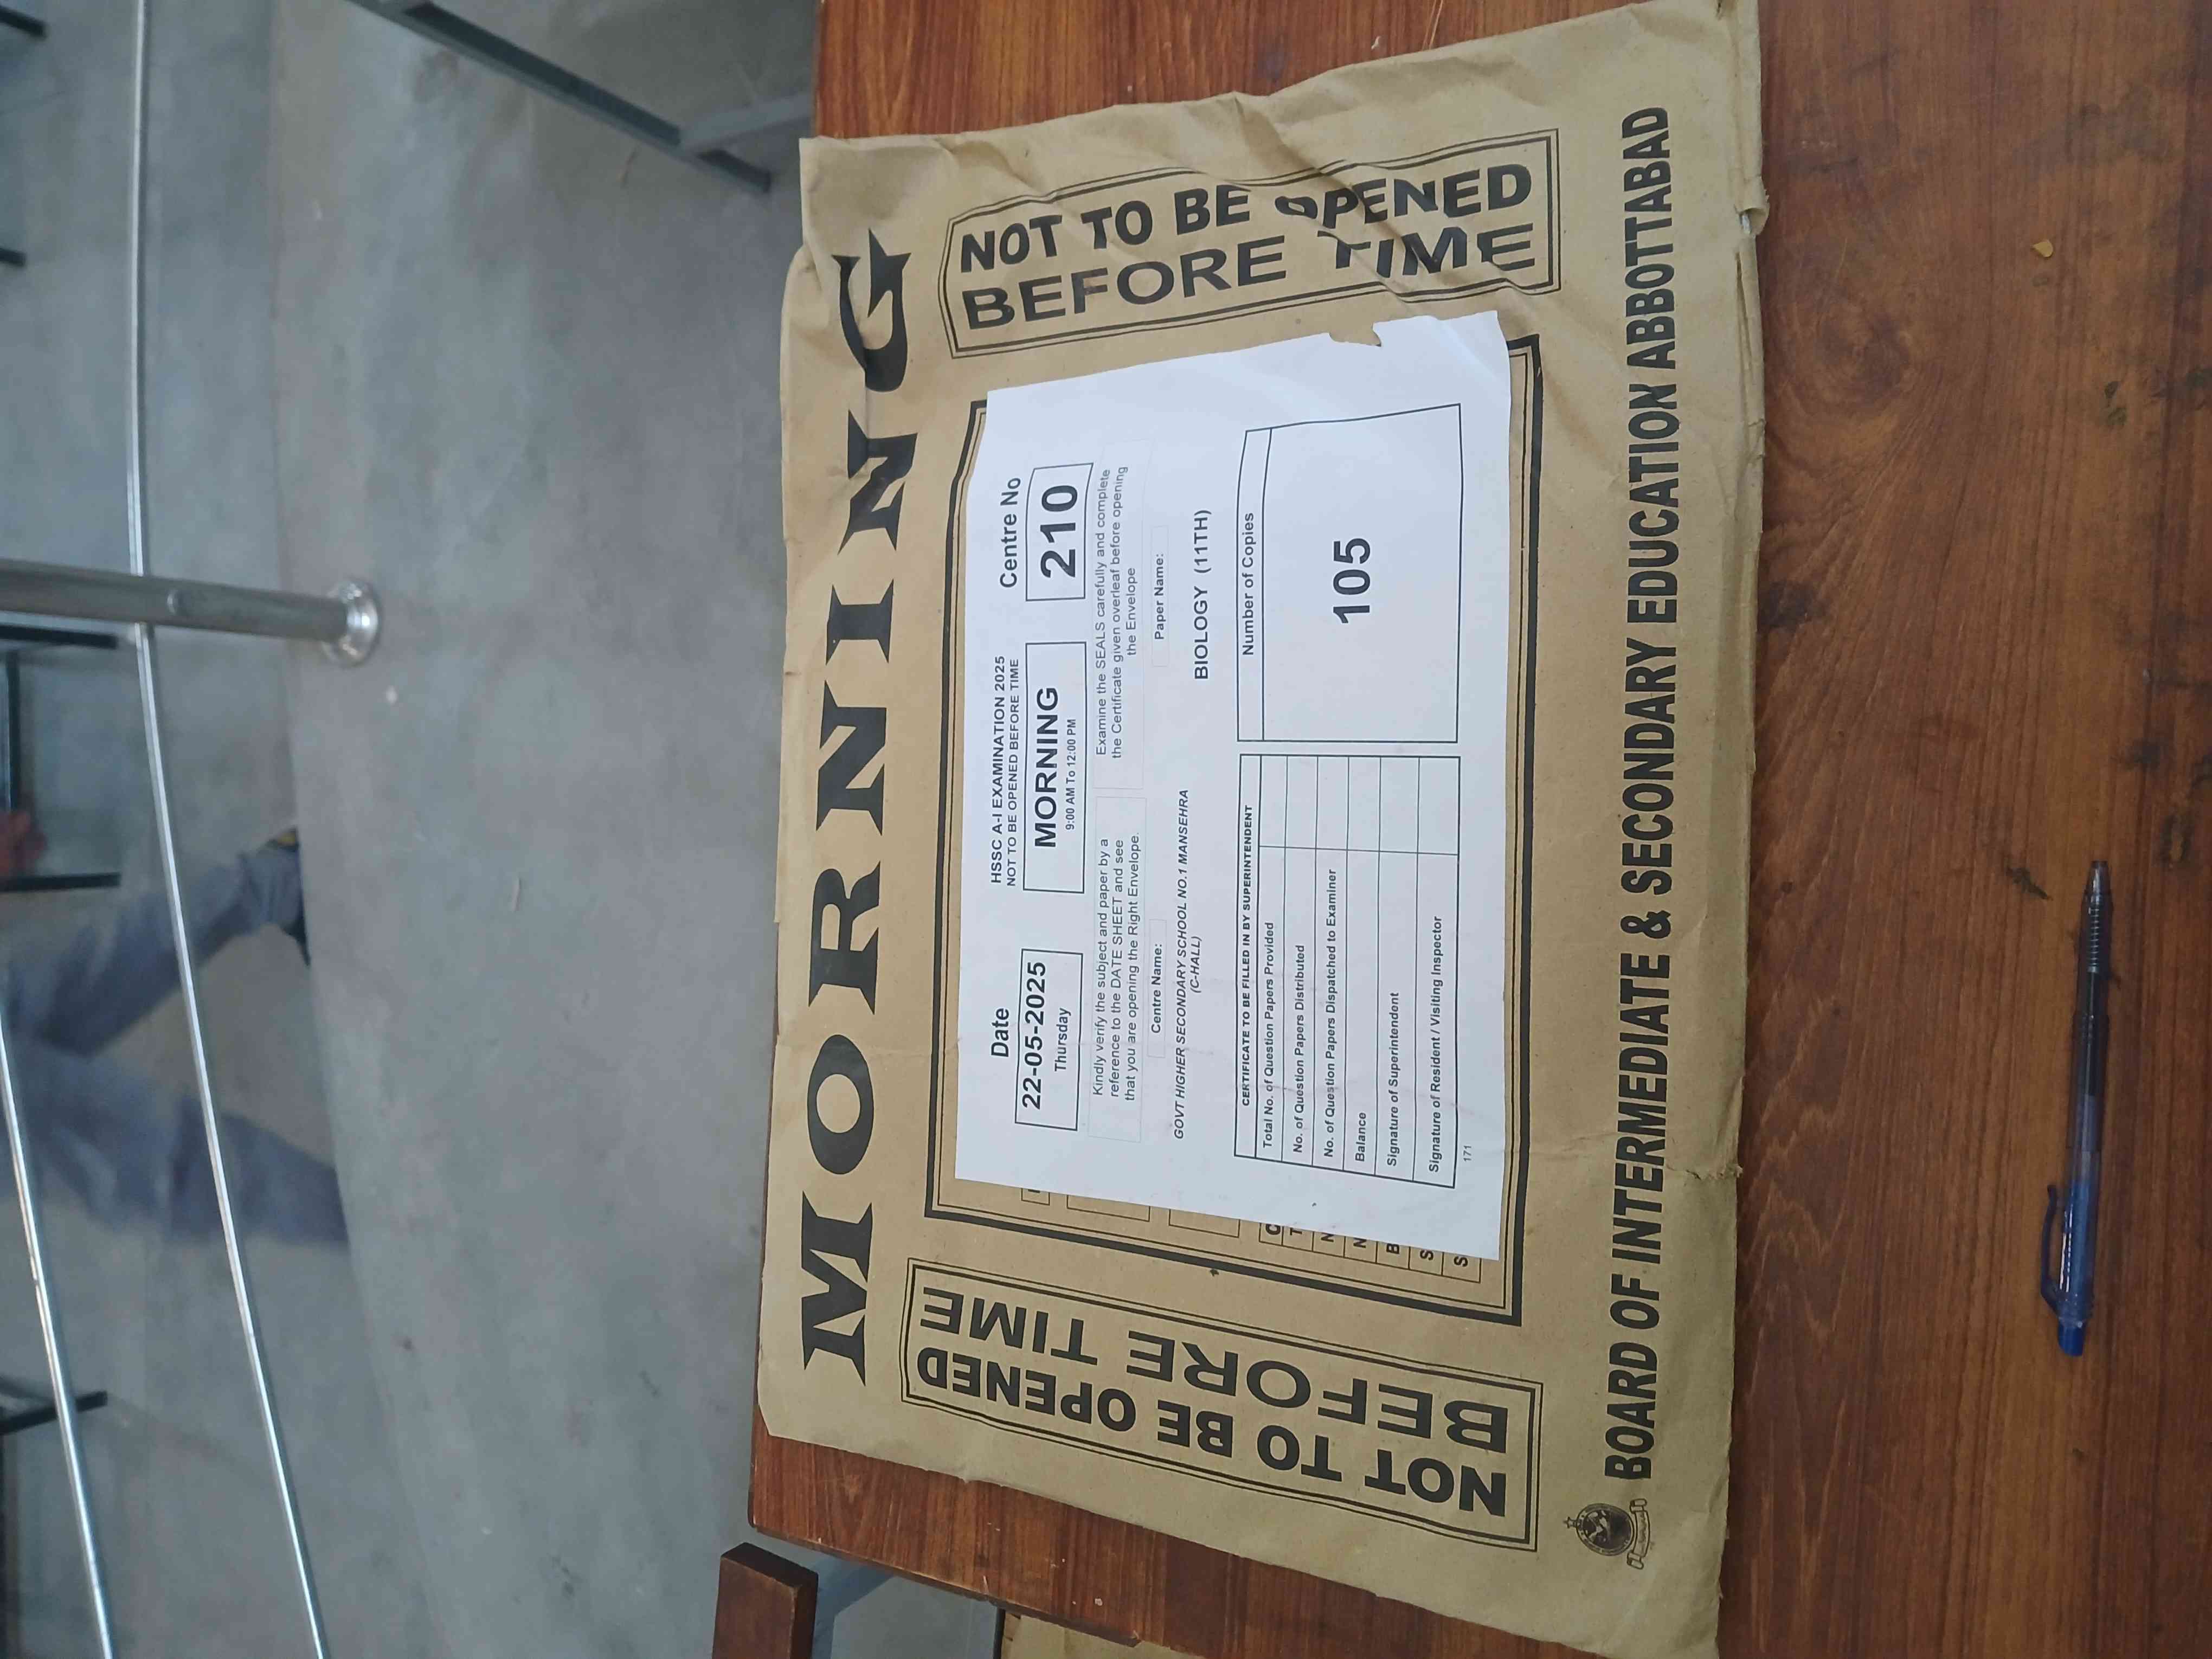 MORNING
NOT TO BE OPENED
BEFORE TIME
NOT TO BE OPENED
BEFORE TIME
HSSC A-I EXAMINATION 2025
NOT TO BE OPENED BEFORE TIME
Date
22-05-2025
Thursday
MORNING
9:00 AM To 12:00 PM
Centre No
210
Kindly verify the subject and paper by a
reference to the DATE SHEET and see
that you are opening the Right Envelope.
Examine the SEALS carefully and complete
the Certificate given overleaf before opening
the Envelope
Centre Name:
GOVT HIGHER SECONDARY SCHOOL NO.1 MANSEHRA
(C-HALL)
Paper Name:
BIOLOGY (11TH)
CERTIFICATE TO BE FILLED IN BY SUPERINTENDENT
Total No. of Question Papers Provided
No. of Question Papers Distributed
No. of Question Papers Dispatched to Examiner
Balance
Signature of Superintendent
Signature of Resident / Visiting Inspector
Number of Copies
105
171
C
T
N
N
B
S
S
BOARD OF INTERMEDIATE & SECONDARY EDUCATION ABBOTTABAD